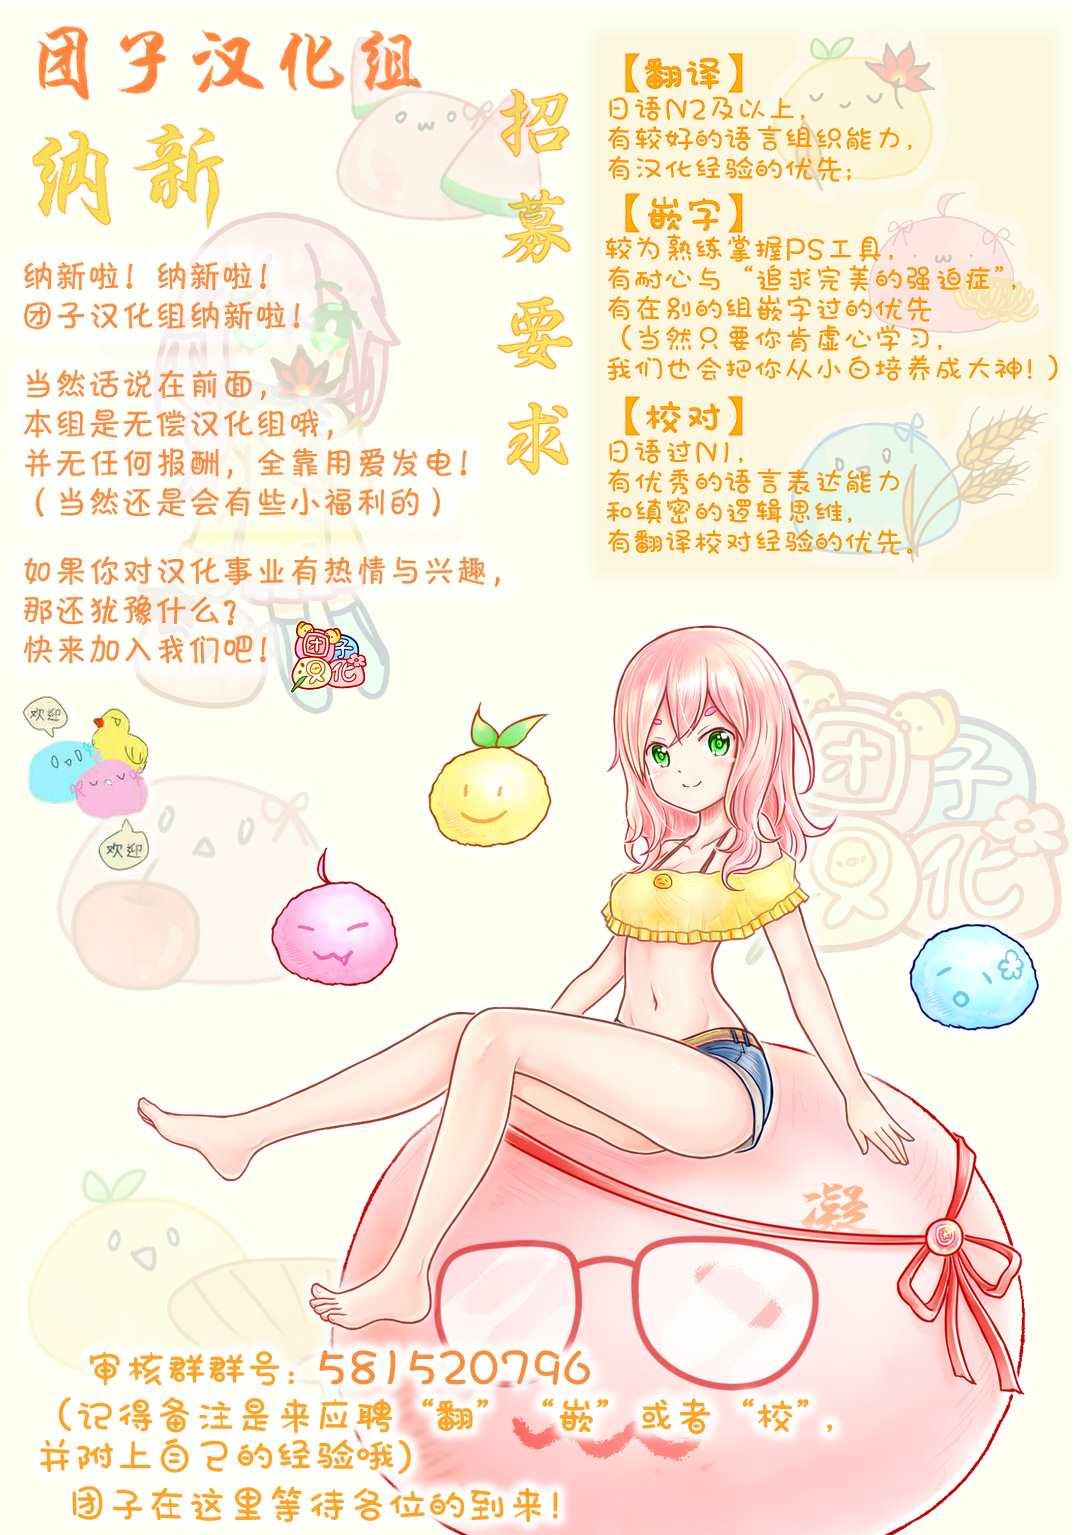 团子汉化组
纳新
纳新啦！纳新啦！
团子汉化组纳新啦！
当然话说在前面，
本组是无偿汉化组哦，
并无任何报酬，全靠用爱发电！
（当然还是会有些小福利的）
如果你对汉化事业有热情与兴趣，
那还犹豫什么？
快来加入我们吧！
团子汉化
欢迎
欢迎
招募要求
【翻译】
日语N2及以上，
有较好的语言组织能力，
有汉化经验的优先；
【嵌字】
较为熟练掌握PS工具，
有耐心与“追求完美的强迫症”，
有在别的组嵌字过的优先
（当然只要你肯虚心学习，
我们也会把你从小白培养成大神！）
【校对】
日语过N1，
有优秀的语言表达能力
和缜密的逻辑思维，
有翻译校对经验的优先。
团子汉化
凝
审核群群号：581520796
（记得备注是来应聘“翻”“嵌”或者“校”，
并附上自己的经验哦）
团子在这里等待各位的到来！